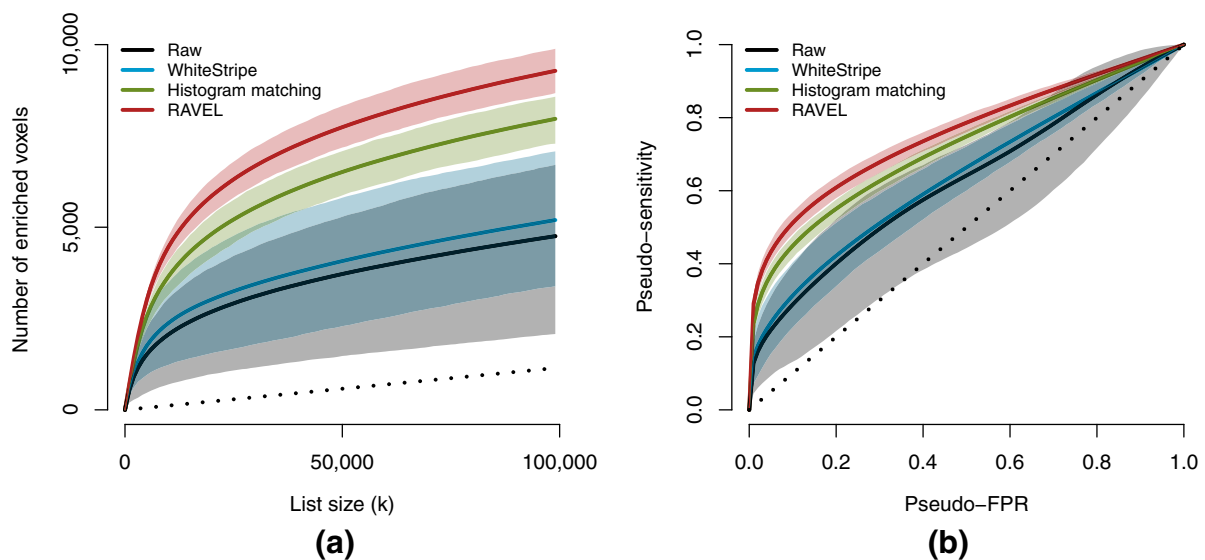 Raw
WhiteStripe
Histogram matching
RAVEL
Number of enriched voxels
0
5,000
10,000
0
50,000
100,000
List size (k)
(a)
Raw
WhiteStripe
Histogram matching
RAVEL
Pseudo−sensitivity
0.0
0.2
0.4
0.6
0.8
1.0
0.0
0.2
0.4
0.6
0.8
1.0
Pseudo−FPR
(b)